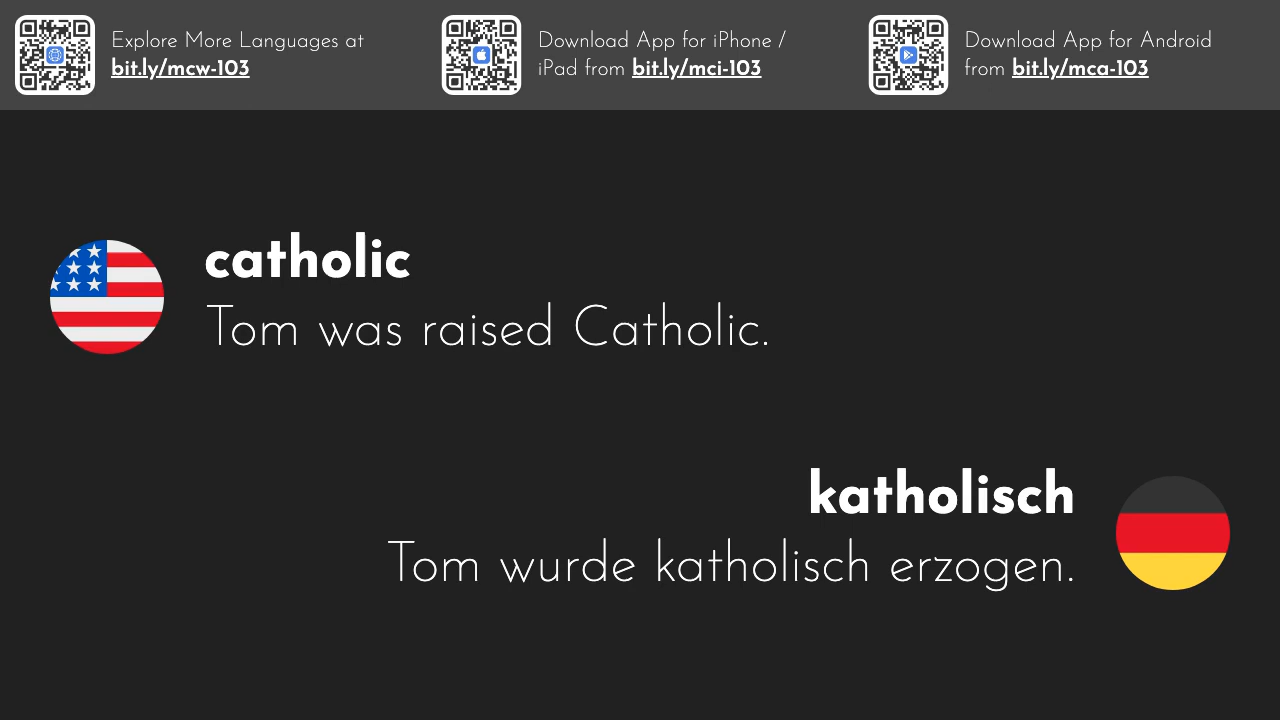 Explore More Languages at
bit.ly/mcw-103
Download App for iPhone /
iPad from bit.ly/mci-103
Download App for Android
from bit.ly/mca-103
catholic
Tom was raised Catholic.
katholisch
Tom wurde katholisch erzogen.